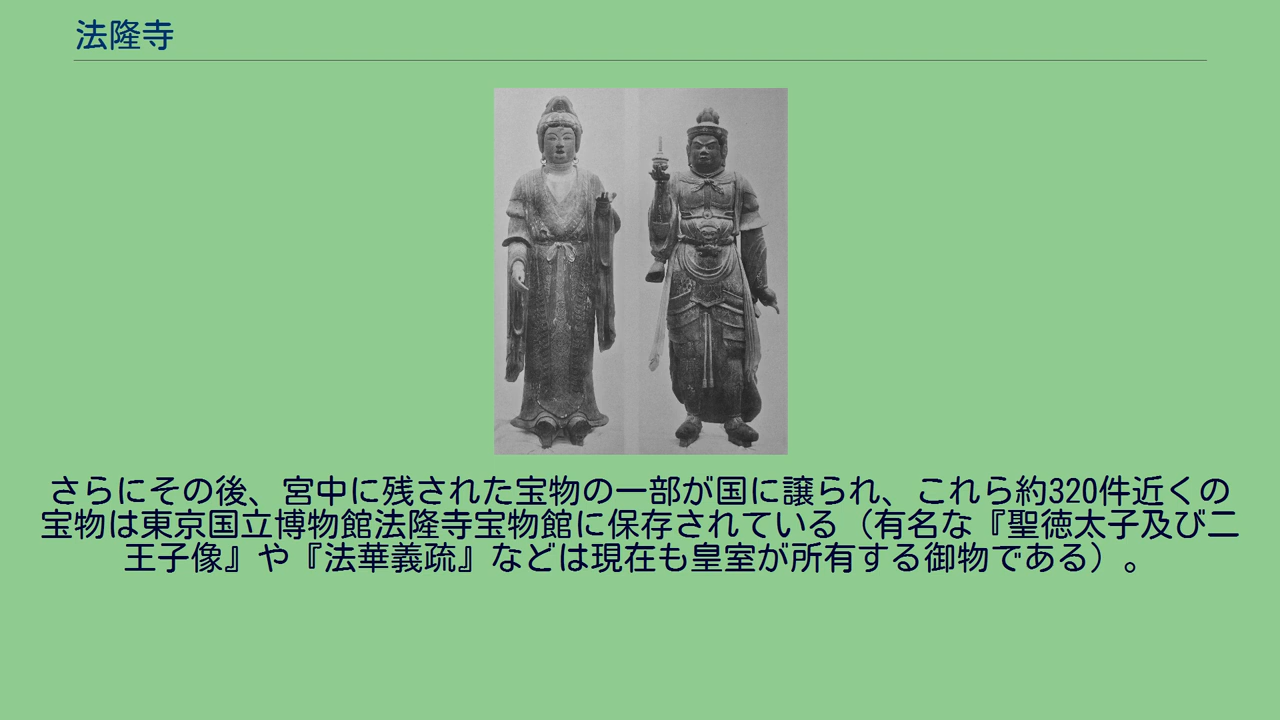 法隆寺
さらにその後、宮中に残された宝物の一部が国に譲られ、これら約320件近くの
宝物は東京国立博物館法隆寺宝物館に保存されている（有名な『聖徳太子及び二
王子像』や『法華義疏』などは現在も皇室が所有する御物である）。